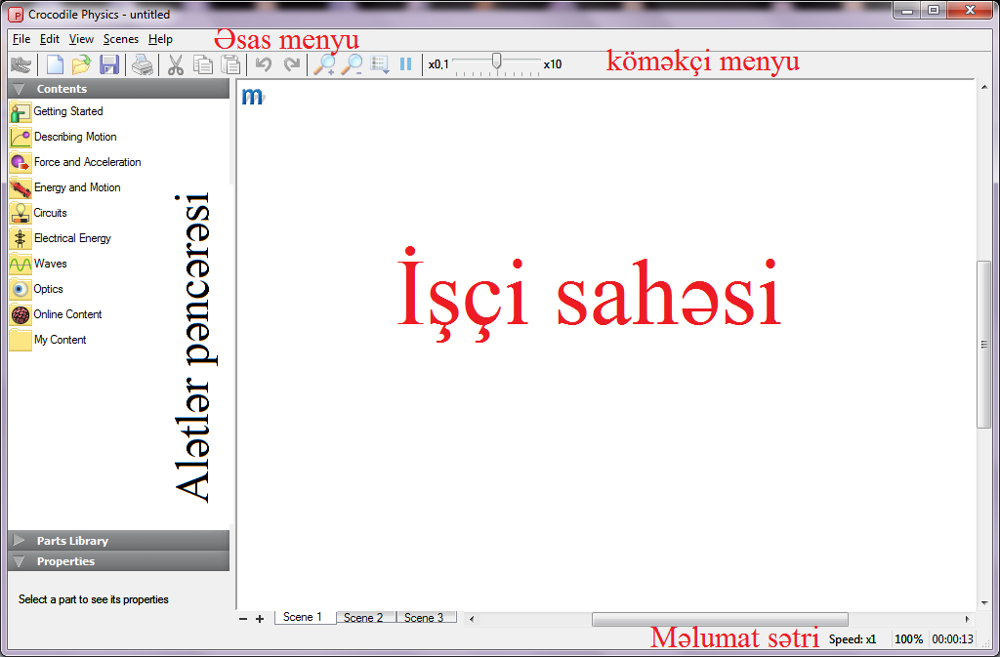 Crocodile Physics - untitled
File Edit View Scenes Help
Əsas menyu
x0,1 x10
köməkçi menyu
Contents
m
Getting Started
Describing Motion
Force and Acceleration
Energy and Motion
Circuits
Electrical Energy
Waves
Optics
Online Content
My Content
Alətlər pəncərəsi
İşçi sahəsi
Parts Library
Properties
Select a part to see its properties
Scene 1 Scene 2 Scene 3
Məlumat sətri
Speed: x1 100% 00:00:13